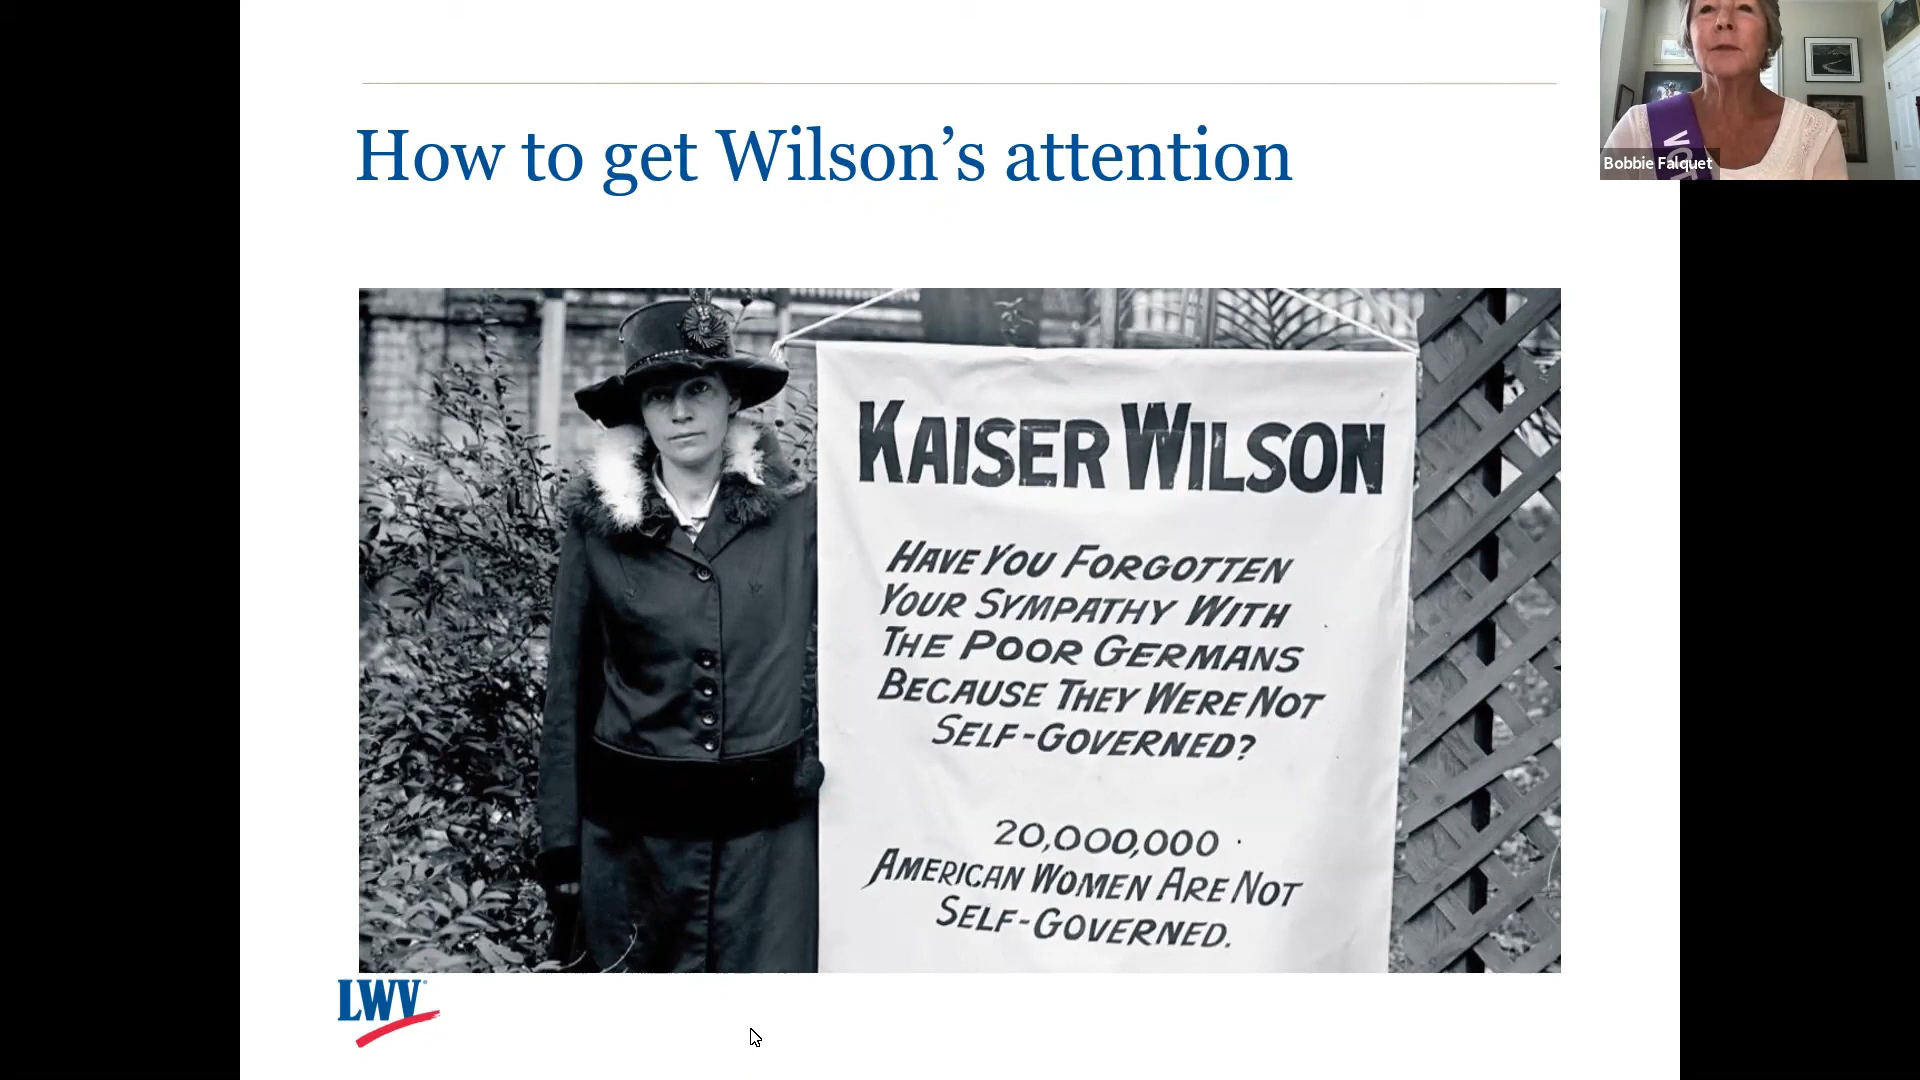 How to get Wilson’s attention
VOTE
Bobbie Falquet
KAISER WILSON
HAVE YOU FORGOTTEN
YOUR SYMPATHY WITH
THE POOR GERMANS
BECAUSE THEY WERE NOT
SELF-GOVERNED?
20,000,000
AMERICAN WOMEN ARE NOT
SELF-GOVERNED.
LWV